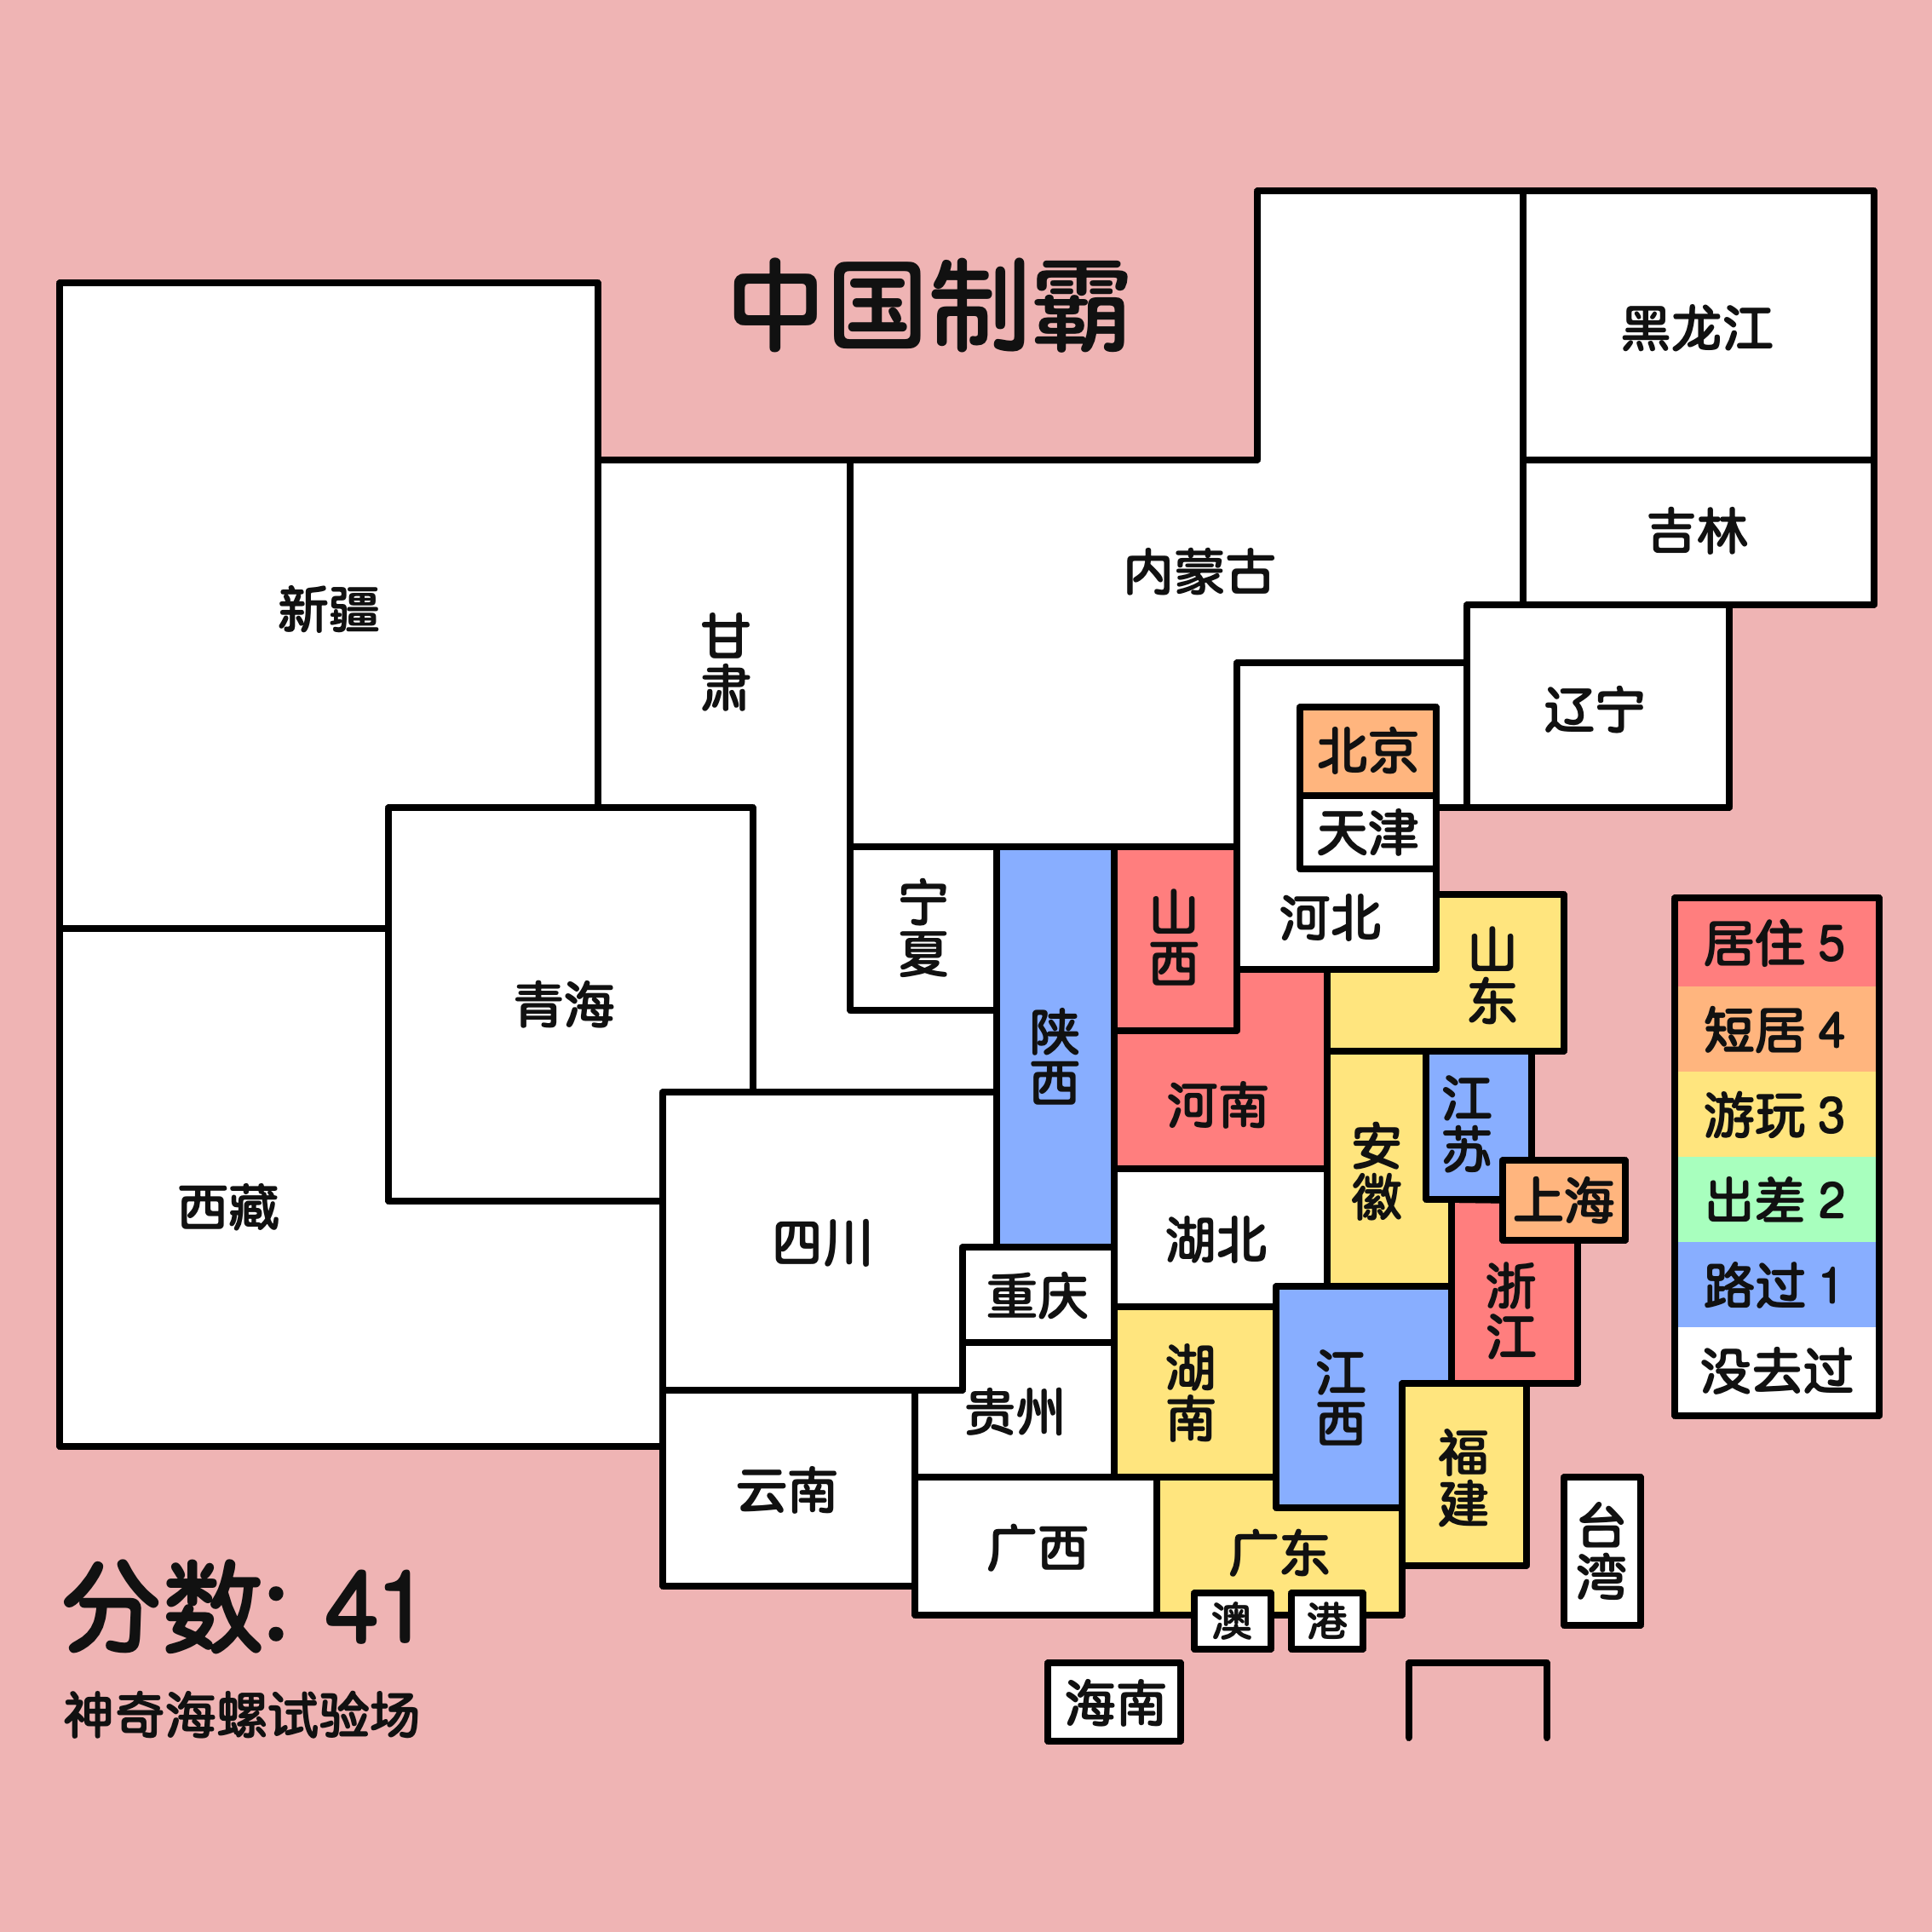 中国制霸
黑龙江
吉林
内蒙古
新疆
甘肃
辽宁
北京
天津
河北
宁夏
山西
山东
陕西
青海
河南
江苏
安徽
上海
西藏
四川
湖北
重庆
浙江
湖南
江西
贵州
福建
云南
广西
广东
台湾
澳
港
海南
居住 5
短居 4
游玩 3
出差 2
路过 1
没去过
分数: 41
神奇海螺试验场